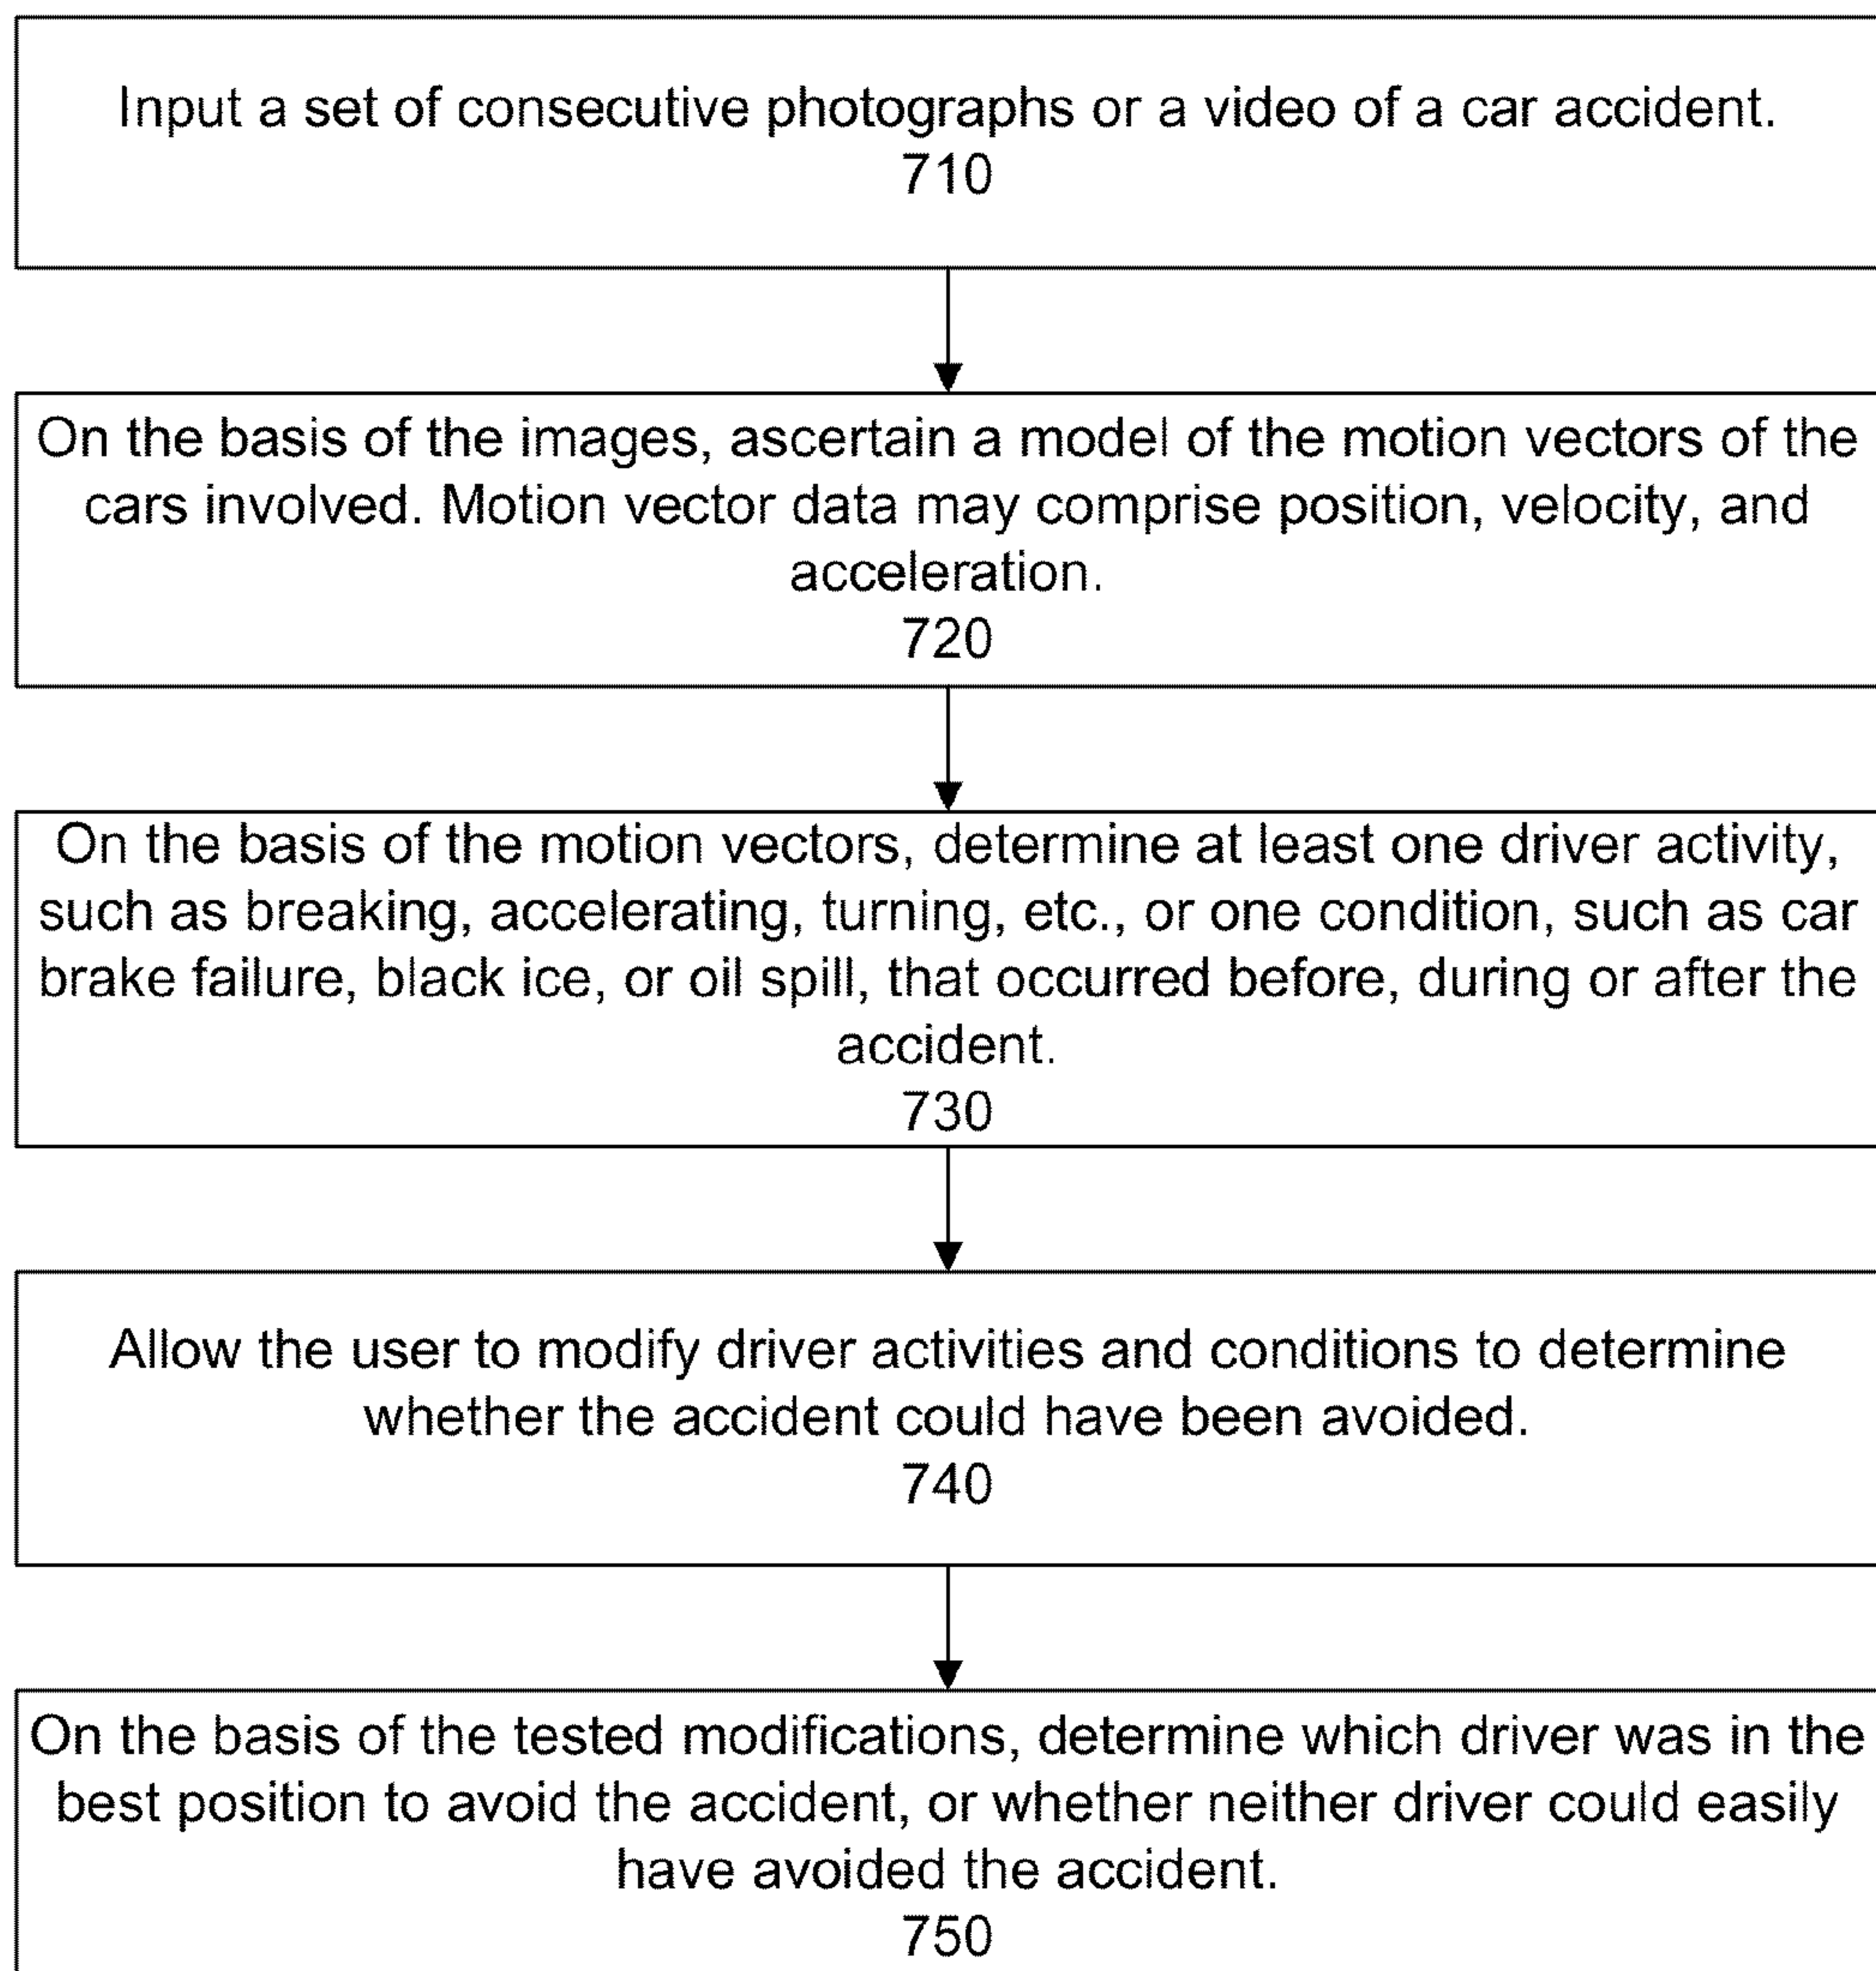 Input a set of consecutive photographs or a video of a car accident.
710
On the basis of the images, ascertain a model of the motion vectors of the
cars involved. Motion vector data may comprise position, velocity, and
acceleration.
720
On the basis of the motion vectors, determine at least one driver activity,
such as breaking, accelerating, turning, etc., or one condition, such as car
brake failure, black ice, or oil spill, that occurred before, during or after the
accident.
730
Allow the user to modify driver activities and conditions to determine
whether the accident could have been avoided.
740
On the basis of the tested modifications, determine which driver was in the
best position to avoid the accident, or whether neither driver could easily
have avoided the accident.
750